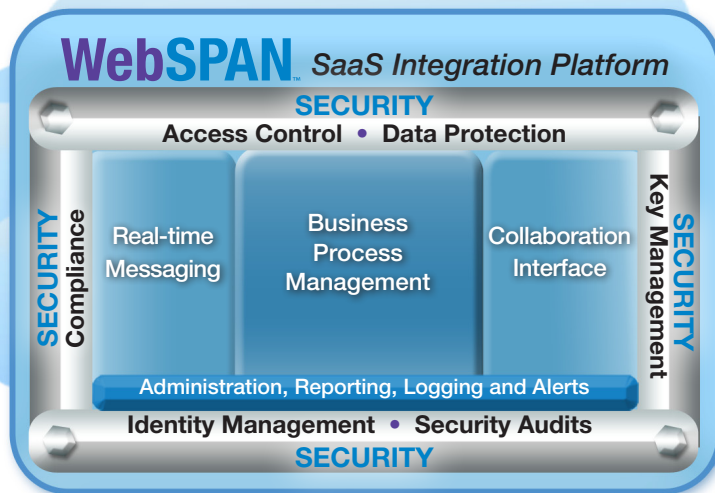 WebSPAN™ SaaS Integration Platform
SECURITY
Access Control • Data Protection
SECURITY
Compliance
Real-time
Messaging
Business
Process
Management
Collaboration
Interface
Key Management
SECURITY
Administration, Reporting, Logging and Alerts
Identity Management • Security Audits
SECURITY